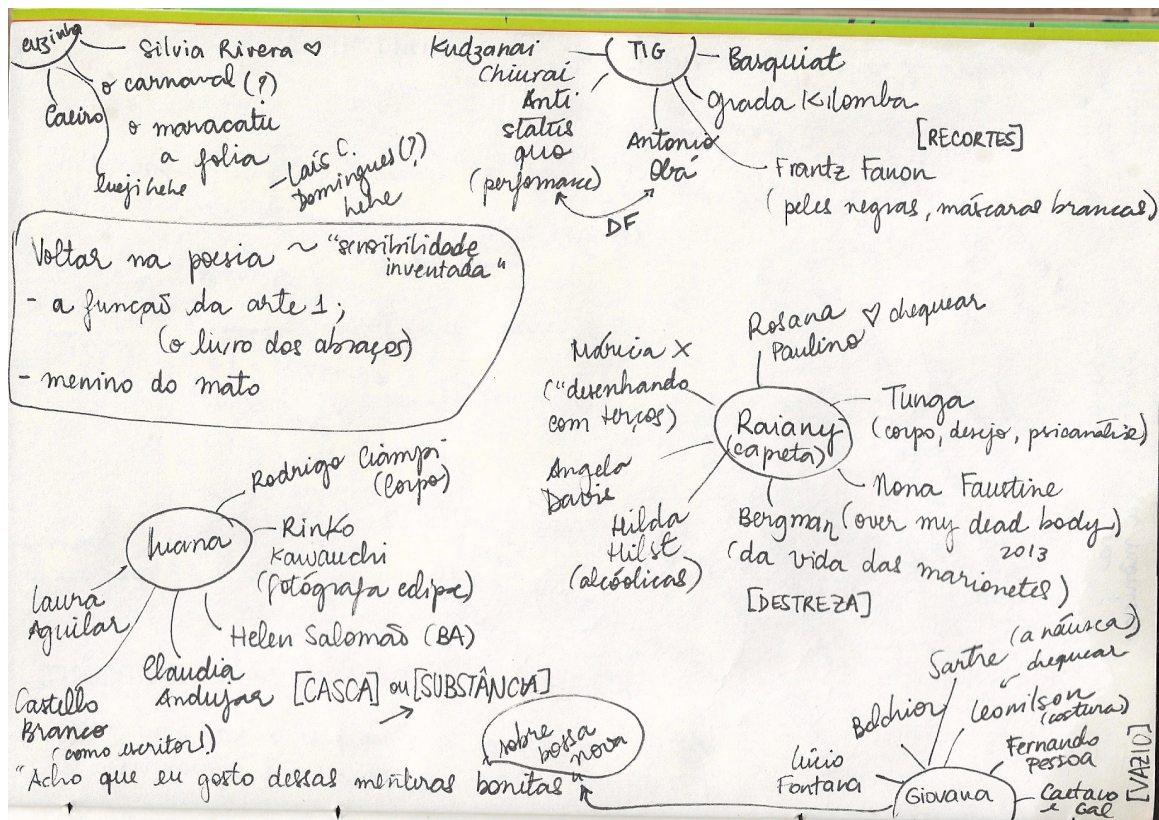 euzinha
Silvia Rivera ♡
o carnaval (?)
Caeiro
o maracatu
a folia
lueji hehe
- Laís C.
Domingues (?)
hehe
TIG
Kudzanai
Chiurai
Anti
status
quo
(performance)
Basquiat
Grada Kilomba
[RECORTES]
Antonio
Obá
DF
Frantz Fanon
(peles negras, máscaras brancas)
Voltar na poesia ~ "sensibilidade
inventada"
- a função da arte 1;
(o livro dos abraços)
- menino do mato
Raiany
(capeta)
Rosana ♡ chequear
Paulino
Márcia X
("desenhando
com terços)
Tunga
(corpo, desejo, psicanálise)
Angela
Davis
Nona Faustine
(over my dead body)
2013
Hilda
Hilst
(alcóolicas)
Bergman
(da vida das marionetes)
[DESTREZA]
Luana
Rodrigo Ciampi
(corpo)
Rinko
Kawauchi
(fotógrafa eclipse)
Laura
Aguilar
Helen Salomão (BA)
Claudia
Andujar
[CASCA] ou [SUBSTÂNCIA]
Castello
Branco
(como escritor!)
"Acho que eu gosto dessas mentiras bonitas"
sobre
bossa
nova
Giovana
Sartre (a náusea)
chequear
Belchior
Leonilson
(costura)
Lúcio
Fontana
Fernando
Pessoa
Caetano
e Gal
[VAZIO]